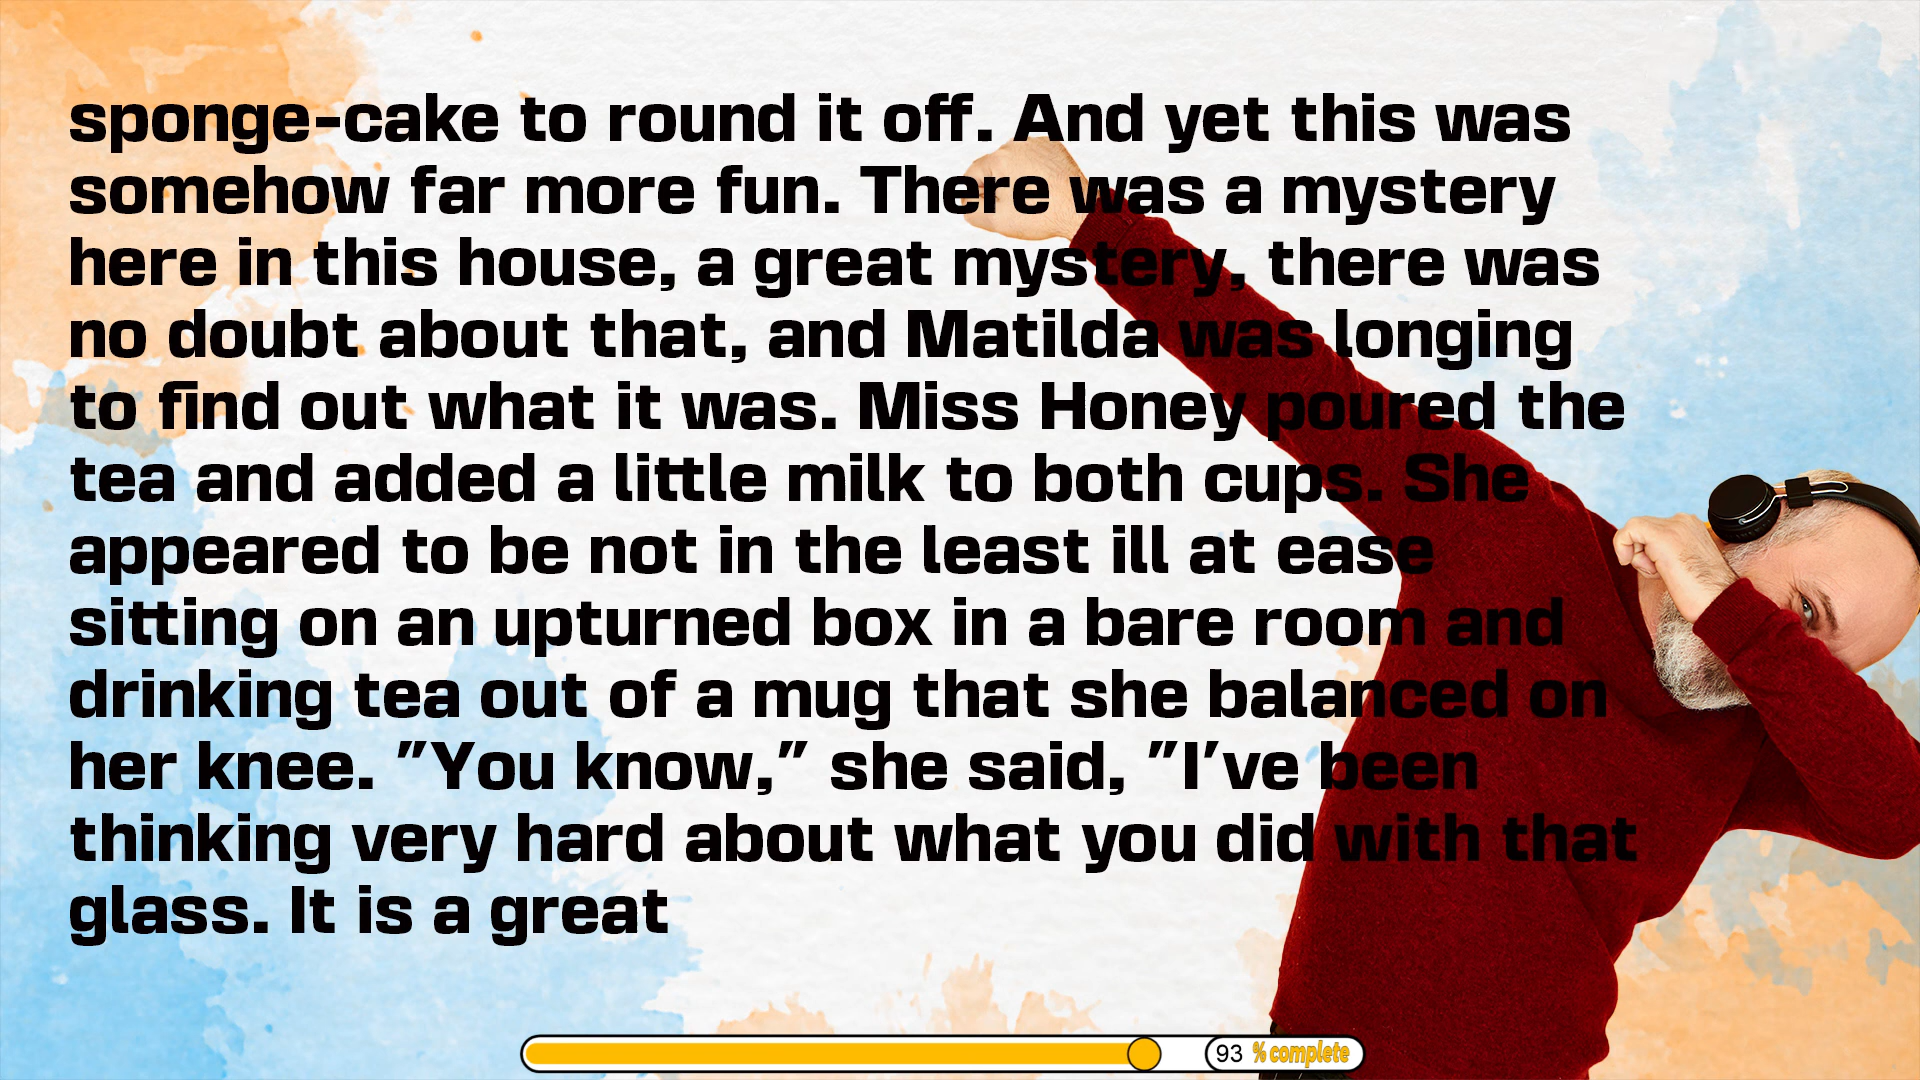 sponge-cake to round it off. And yet this was
somehow far more fun. There was a mystery
here in this house, a great mystery, there was
no doubt about that, and Matilda was longing
to find out what it was. Miss Honey poured the
tea and added a little milk to both cups. She
appeared to be not in the least ill at ease
sitting on an upturned box in a bare room and
drinking tea out of a mug that she balanced on
her knee. "You know," she said, "I've been
thinking very hard about what you did with that
glass. It is a great
93 % complete